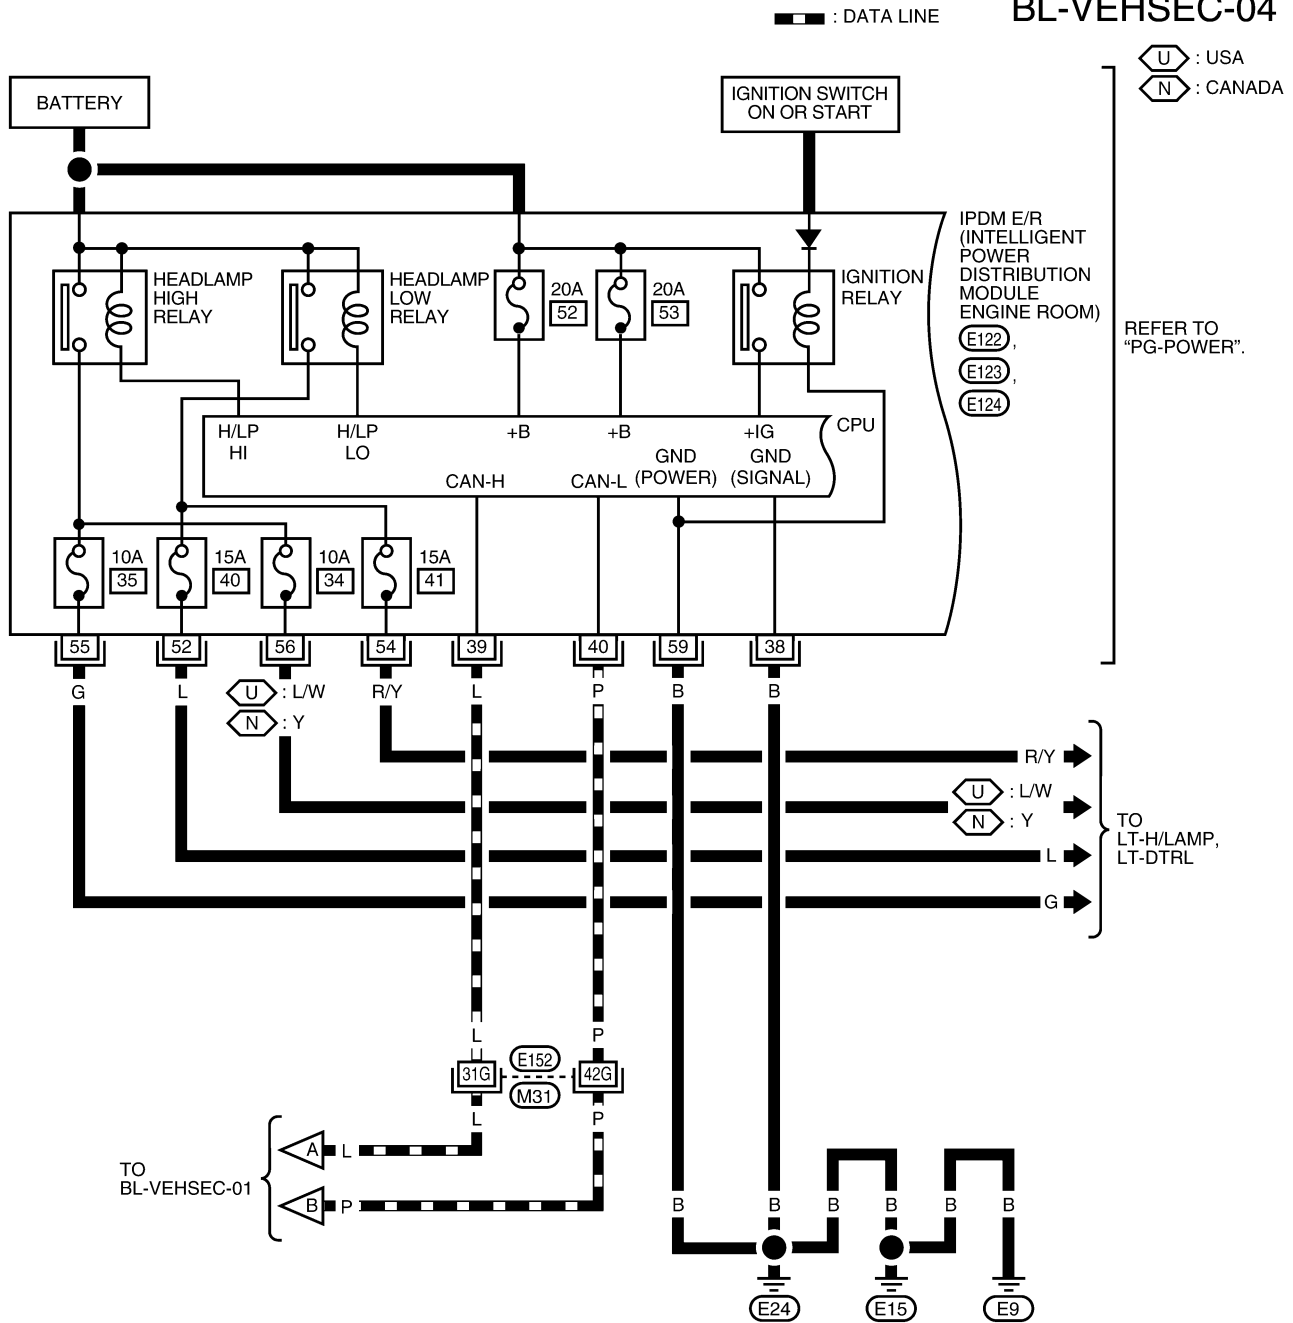 : DATA LINE
BL-VEHSEC-04
U : USA
N : CANADA
BATTERY
IGNITION SWITCH
ON OR START
IPDM E/R
(INTELLIGENT
POWER
DISTRIBUTION
MODULE
ENGINE ROOM)
E122 ,
E123 ,
E124
REFER TO
“PG-POWER”.
HEADLAMP
HIGH
RELAY
HEADLAMP
LOW
RELAY
20A
52
20A
53
IGNITION
RELAY
H/LP
HI
H/LP
LO
+B
+B
+IG
CPU
CAN-H
CAN-L
GND
(POWER)
GND
(SIGNAL)
10A
35
15A
40
10A
34
15A
41
55
52
56
54
39
40
59
38
G
L
U : L/W
N : Y
R/Y
L
P
B
B
R/Y
U : L/W
N : Y
L
G
TO
LT-H/LAMP,
LT-DTRL
L
P
31G
E152
M31
42G
L
P
TO
BL-VEHSEC-01
A L
B P
B
B
B
B
B
B
E24
E15
E9